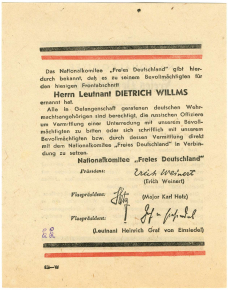 Das Nationalkomitee „Freies Deutschland" gibt hier-
durch bekannt, daß es zu seinem Bevollmächtigten für
den hiesigen Frontabschnitt
Herrn Leutnant DIETRICH WILLMS
ernannt hat.
Alle in Gefangenschaft geratenen deutschen Wehr-
machtsangehörigen sind berechtigt, die russischen Offiziere
um Vermittlung einer Unterredung mit unserem Bevoll-
mächtigten zu bitten oder sich schriftlich mit unserem
Bevollmächtigten bzw. durch dessen Vermittlung direkt
mit dem Nationalkomitee „Freies Deutschland" in Verbin-
dung zu setzen.
Nationalkomitee „Freies Deutschland"
Präsident: Erich Weinert
(Erich Weinert)
Vizepräsident: Hetz
(Major Karl Hetz)
Vizepräsident:
(Leutnant Heinrich Graf von Einsiedel)